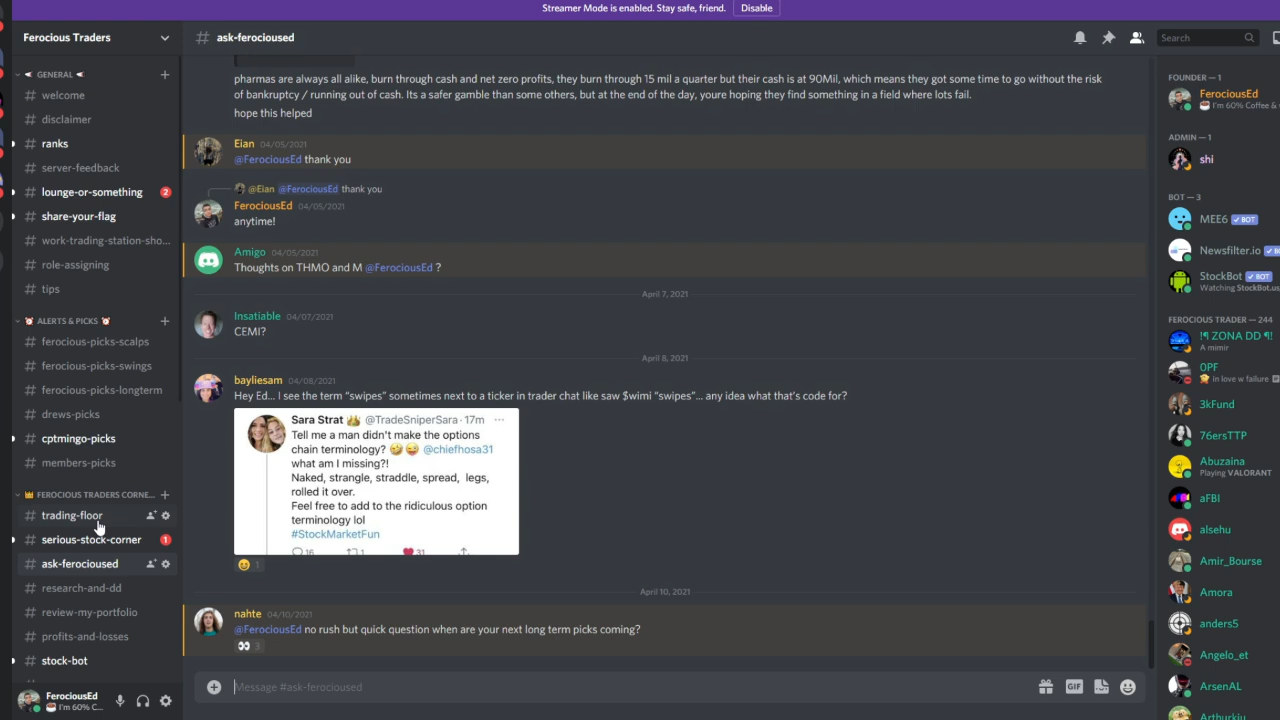 Streamer Mode is enabled. Stay safe, friend.
Disable
Ferocious Traders
GENERAL
# welcome
# disclaimer
# ranks
# server-feedback
# lounge-or-something 2
# share-your-flag
# work-trading-station-sho...
# role-assigning
# tips
ALERTS & PICKS
# ferocious-picks-scalps
# ferocious-picks-swings
# ferocious-picks-longterm
# drews-picks
# cptmingo-picks
# members-picks
FEROCIOUS TRADERS CORNE...
# trading-floor
# serious-stock-corner 1
# ask-ferocioused
# research-and-dd
# review-my-portfolio
# profits-and-losses
# stock-bot
FerociousEd
I'm 60% C...
# ask-ferocioused
Search
pharmas are always all alike, burn through cash and net zero profits, they burn through 15 mil a quarter but their cash is at 90Mil, which means they got some time to go without the risk
of bankruptcy / running out of cash. Its a safer gamble than some others, but at the end of the day, youre hoping they find something in a field where lots fail.
hope this helped
Eian 04/05/2021
@FerociousEd thank you
@Eian @FerociousEd thank you
FerociousEd 04/05/2021
anytime!
Amigo 04/05/2021
Thoughts on THMO and M @FerociousEd ?
April 7, 2021
Insatiable 04/07/2021
CEMI?
April 8, 2021
bayliesam 04/08/2021
Hey Ed... I see the term “swipes” sometimes next to a ticker in trader chat like saw $wimi “swipes”... any idea what that's code for?
Sara Strat @TradeSniperSara · 17m ...
Tell me a man didn't make the options
chain terminology? @chiefhosa31
what am I missing?!
Naked, strangle, straddle, spread, legs,
rolled it over.
Feel free to add to the ridiculous option
terminology lol
#StockMarketFun
16 1 31
1
April 10, 2021
nahte 04/10/2021
@FerociousEd no rush but quick question when are your next long term picks coming?
3
Message #ask-ferocioused
GIF
FOUNDER — 1
FerociousEd
I'm 60% Coffee &
ADMIN — 1
shi
BOT — 3
MEE6 BOT
Newsfilter.io
StockBot BOT
Watching StockBot.us
FEROCIOUS TRADER — 244
!¶ ZONA DD ¶!
A mimir
OPF
in love w failure
3kFund
76ersTTP
Abuzaina
Playing VALORANT
aFBI
alsehu
Amir_Bourse
Amora
anders5
Angelo_et
ArsenAL